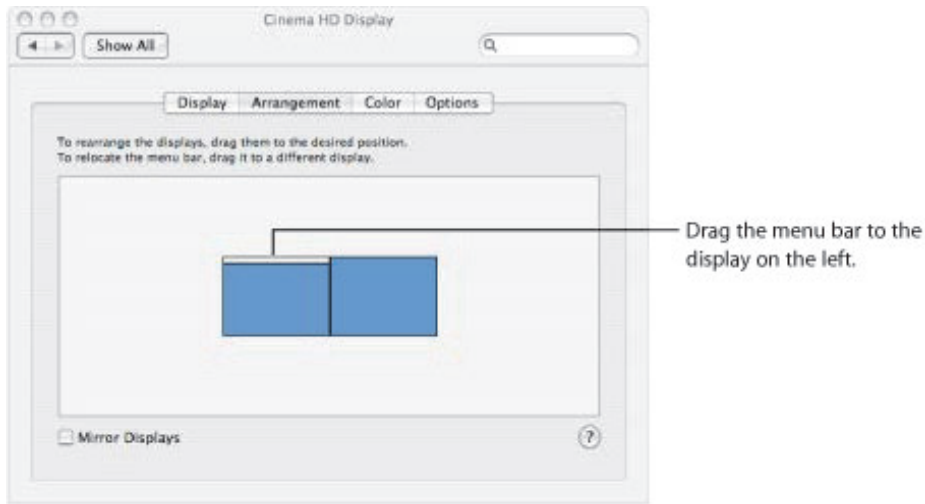 Cinema HD Display
Show All
Display Arrangement Color Options
To rearrange the displays, drag them to the desired position.
To relocate the menu bar, drag it to a different display.
Drag the menu bar to the
display on the left.
Mirror Displays
?